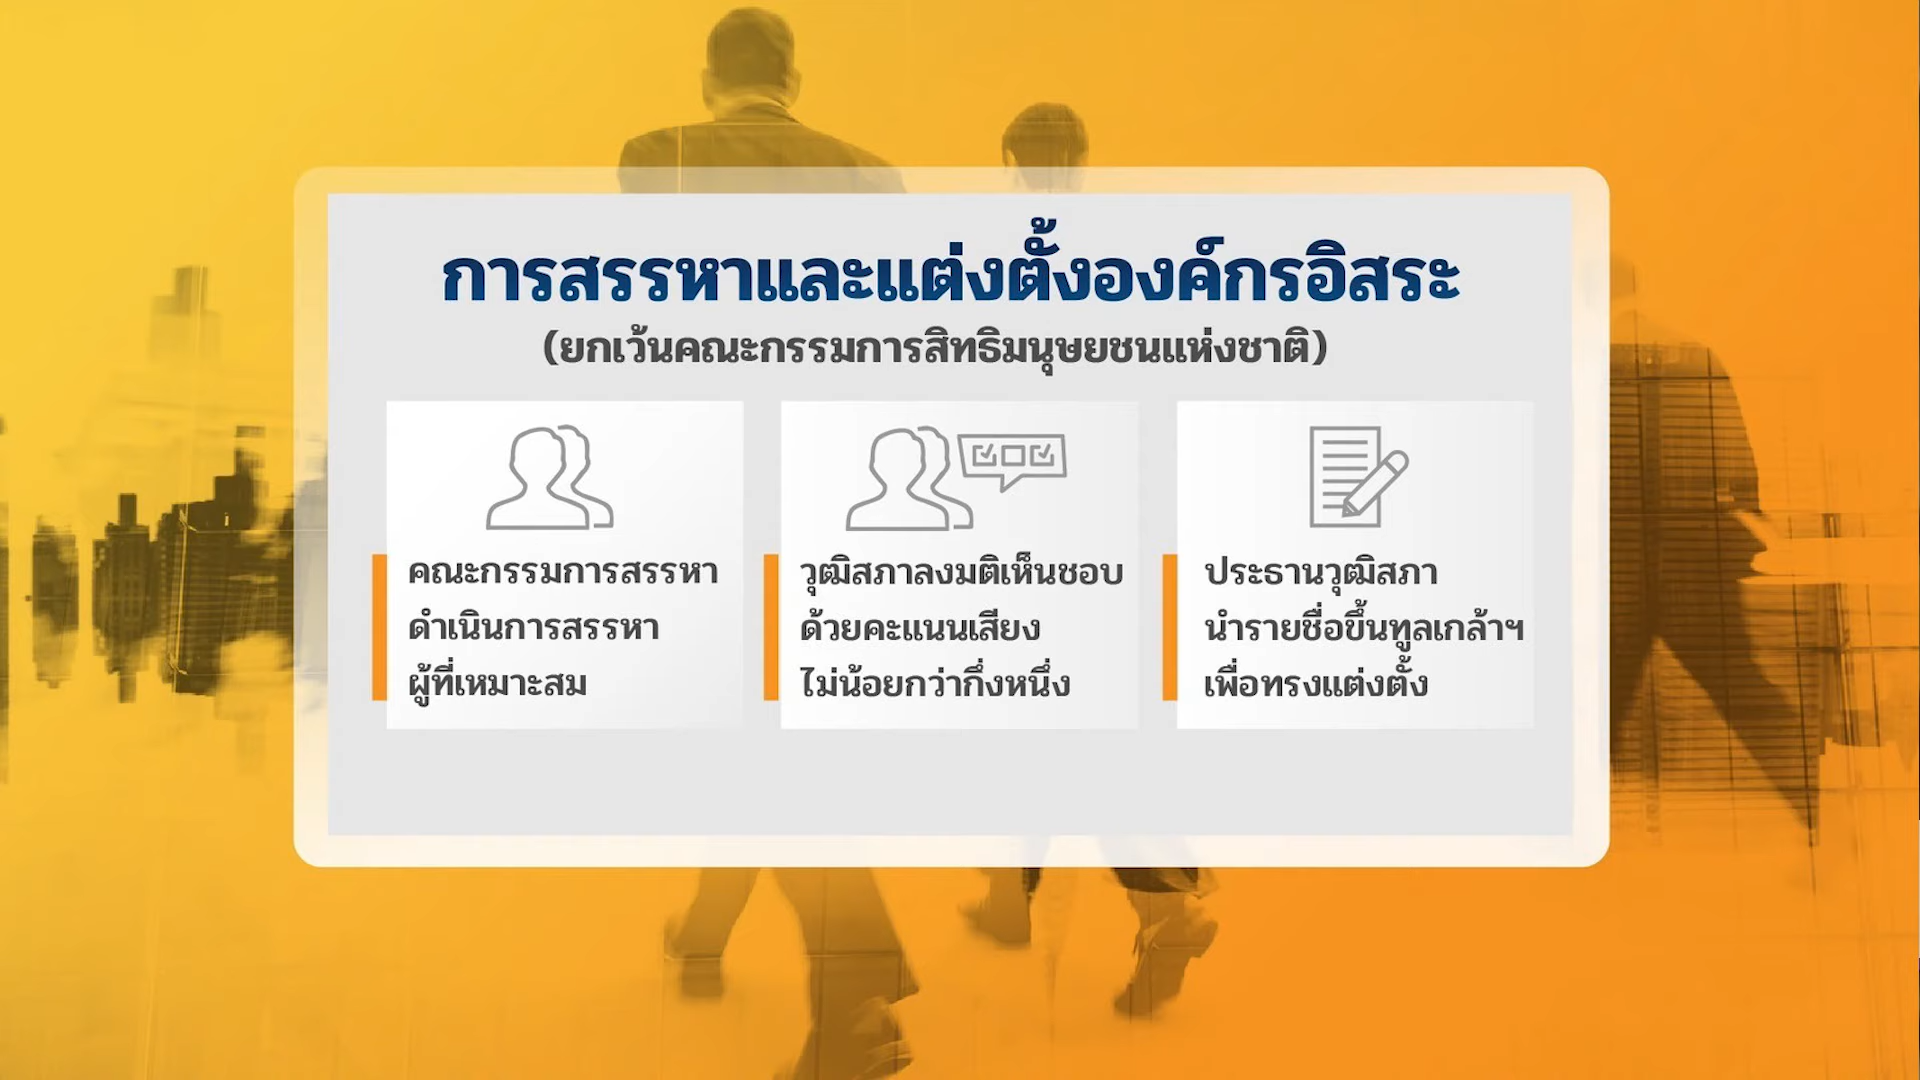 การสรรหาและแต่งตั้งองค์กรอิสระ
(ยกเว้นคณะกรรมการสิทธิมนุษยชนแห่งชาติ)
คณะกรรมการสรรหา
ดำเนินการสรรหา
ผู้ที่เหมาะสม
วุฒิสภาลงมติเห็นชอบ
ด้วยคะแนนเสียง
ไม่น้อยกว่ากึ่งหนึ่ง
ประธานวุฒิสภา
นำรายชื่อขึ้นทูลเกล้าฯ
เพื่อทรงแต่งตั้ง